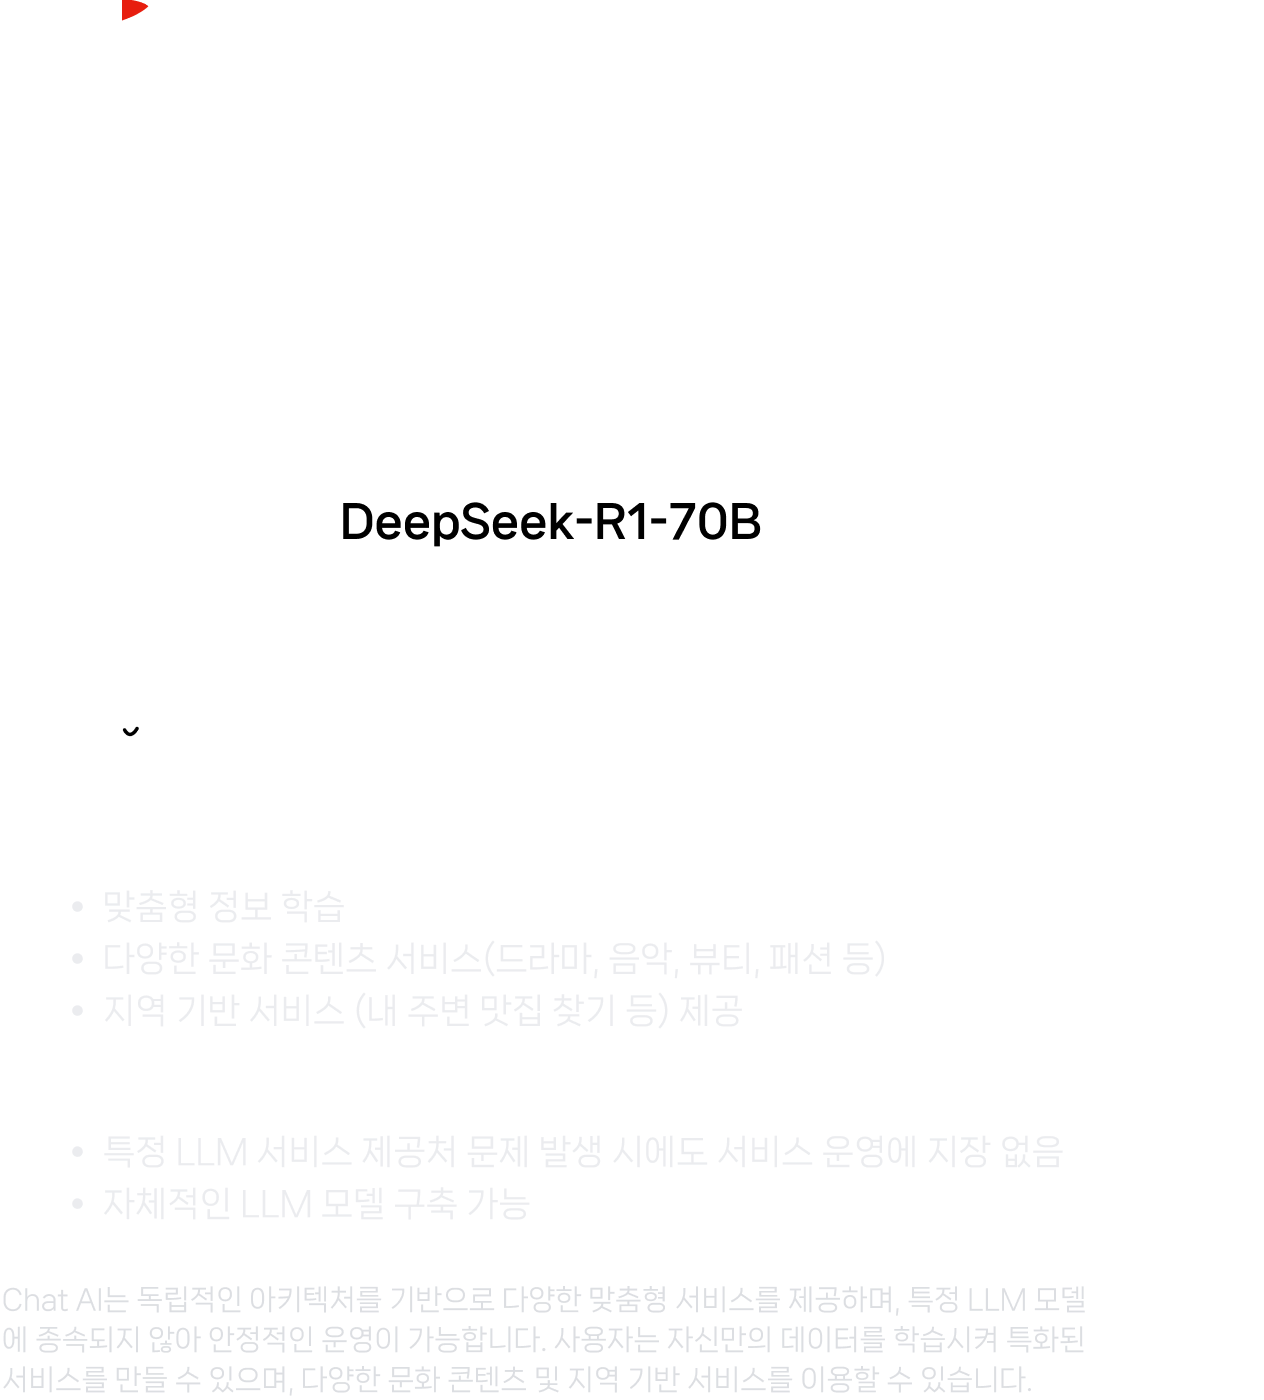 DeepSeek-R1-70B
• 맞춤형 정보 학습
• 다양한 문화 콘텐츠 서비스(드라마, 음악, 뷰티, 패션 등)
• 지역 기반 서비스 (내 주변 맛집 찾기 등) 제공
• 특정 LLM 서비스 제공처 문제 발생 시에도 서비스 운영에 지장 없음
• 자체적인 LLM 모델 구축 가능
Chat AI는 독립적인 아키텍처를 기반으로 다양한 맞춤형 서비스를 제공하며, 특정 LLM 모델
에 종속되지 않아 안정적인 운영이 가능합니다. 사용자는 자신만의 데이터를 학습시켜 특화된
서비스를 만들 수 있으며, 다양한 문화 콘텐츠 및 지역 기반 서비스를 이용할 수 있습니다.